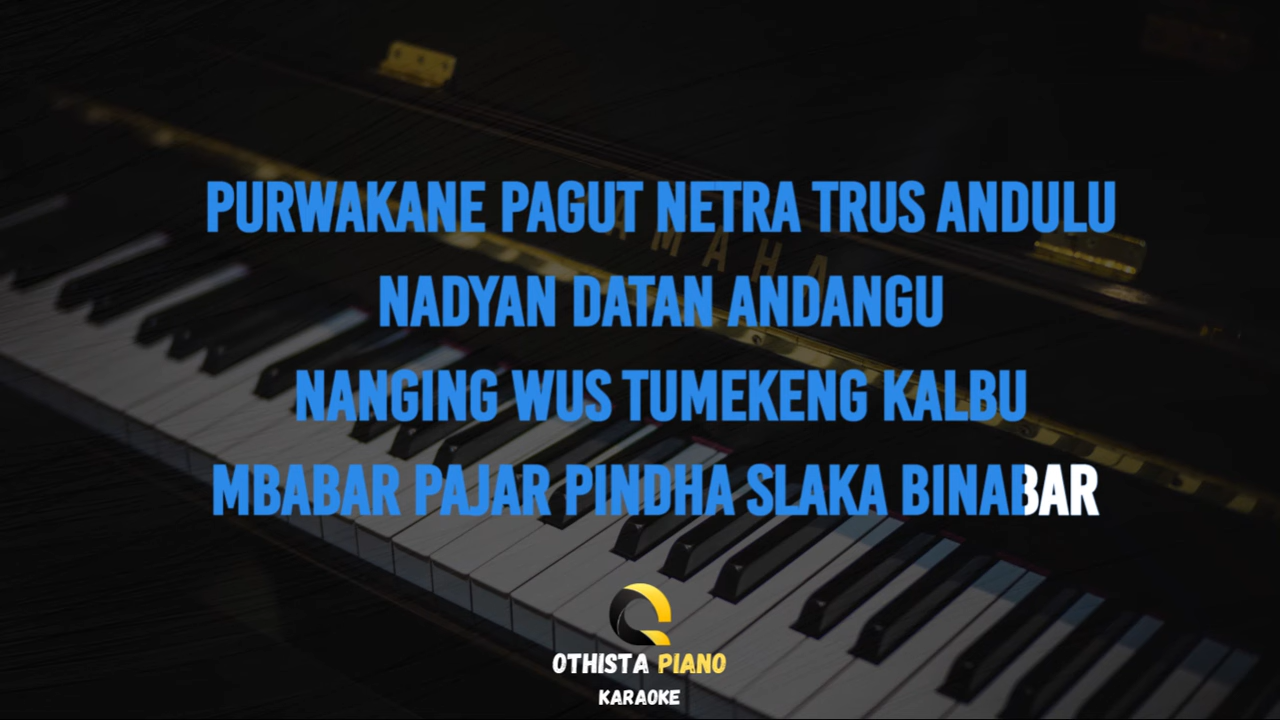 PURWAKANE PAGUT NETRA TRUS ANDULU
NADYAN DATAN ANDANGU
NANGING WUS TUMEKENG KALBU
MBABAR PAJAR PINDHA SLAKA BINABAR
YAMAHA
OTHISTA PIANO
KARAOKE